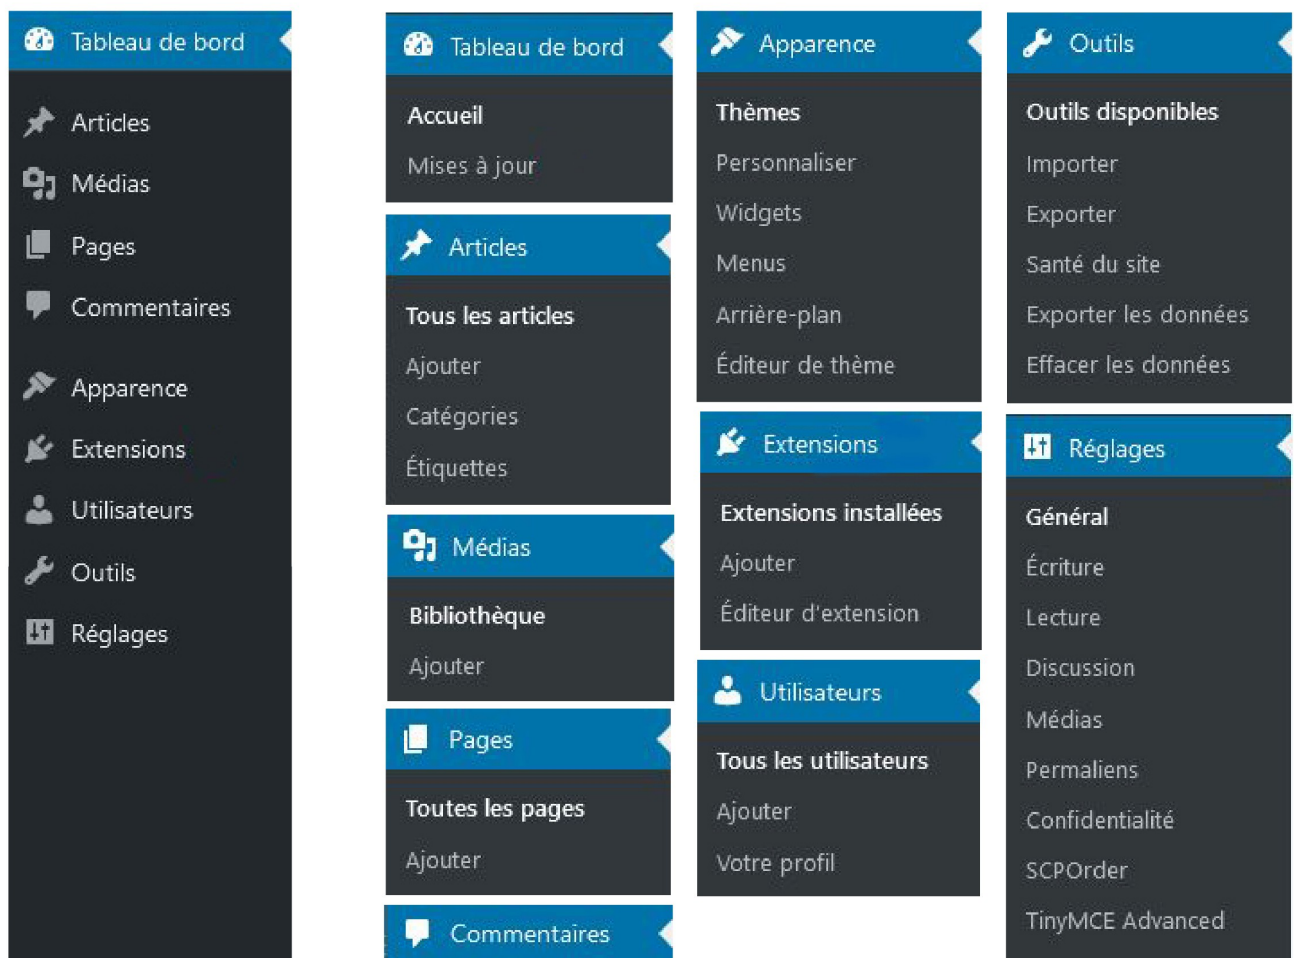 Tableau de bord
Articles
Médias
Pages
Commentaires
Apparence
Extensions
Utilisateurs
Outils
Réglages
Tableau de bord
Accueil
Mises à jour
Articles
Tous les articles
Ajouter
Catégories
Étiquettes
Médias
Bibliothèque
Ajouter
Pages
Toutes les pages
Ajouter
Commentaires
Apparence
Thèmes
Personnaliser
Widgets
Menus
Arrière-plan
Éditeur de thème
Extensions
Extensions installées
Ajouter
Éditeur d'extension
Utilisateurs
Tous les utilisateurs
Ajouter
Votre profil
Outils
Outils disponibles
Importer
Exporter
Santé du site
Exporter les données
Effacer les données
Réglages
Général
Écriture
Lecture
Discussion
Médias
Permaliens
Confidentialité
SCPOrder
TinyMCE Advanced